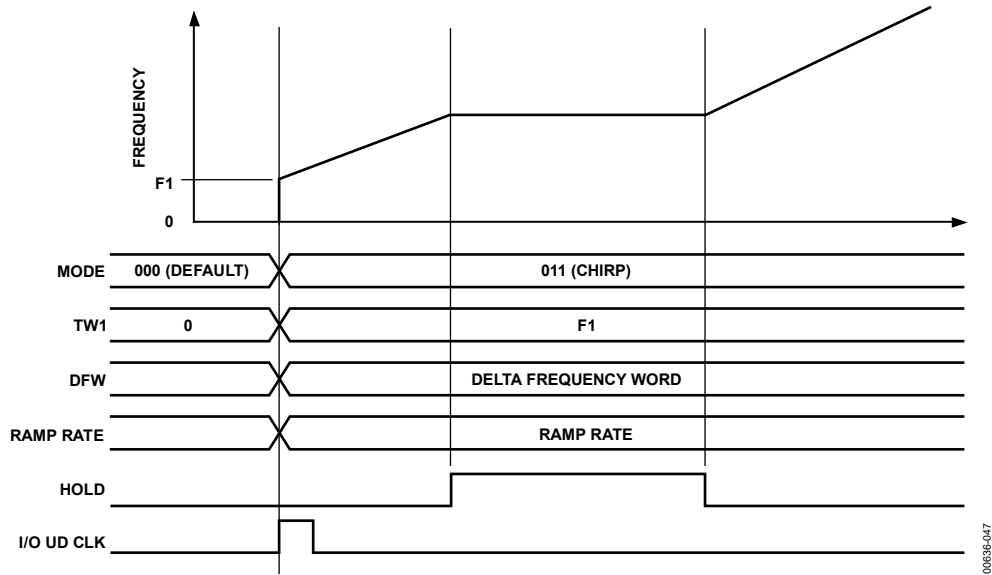 FREQUENCY
F1
0
MODE 000 (DEFAULT) 011 (CHIRP)
TW1 0 F1
DFW DELTA FREQUENCY WORD
RAMP RATE RAMP RATE
HOLD
I/O UD CLK
00636-047